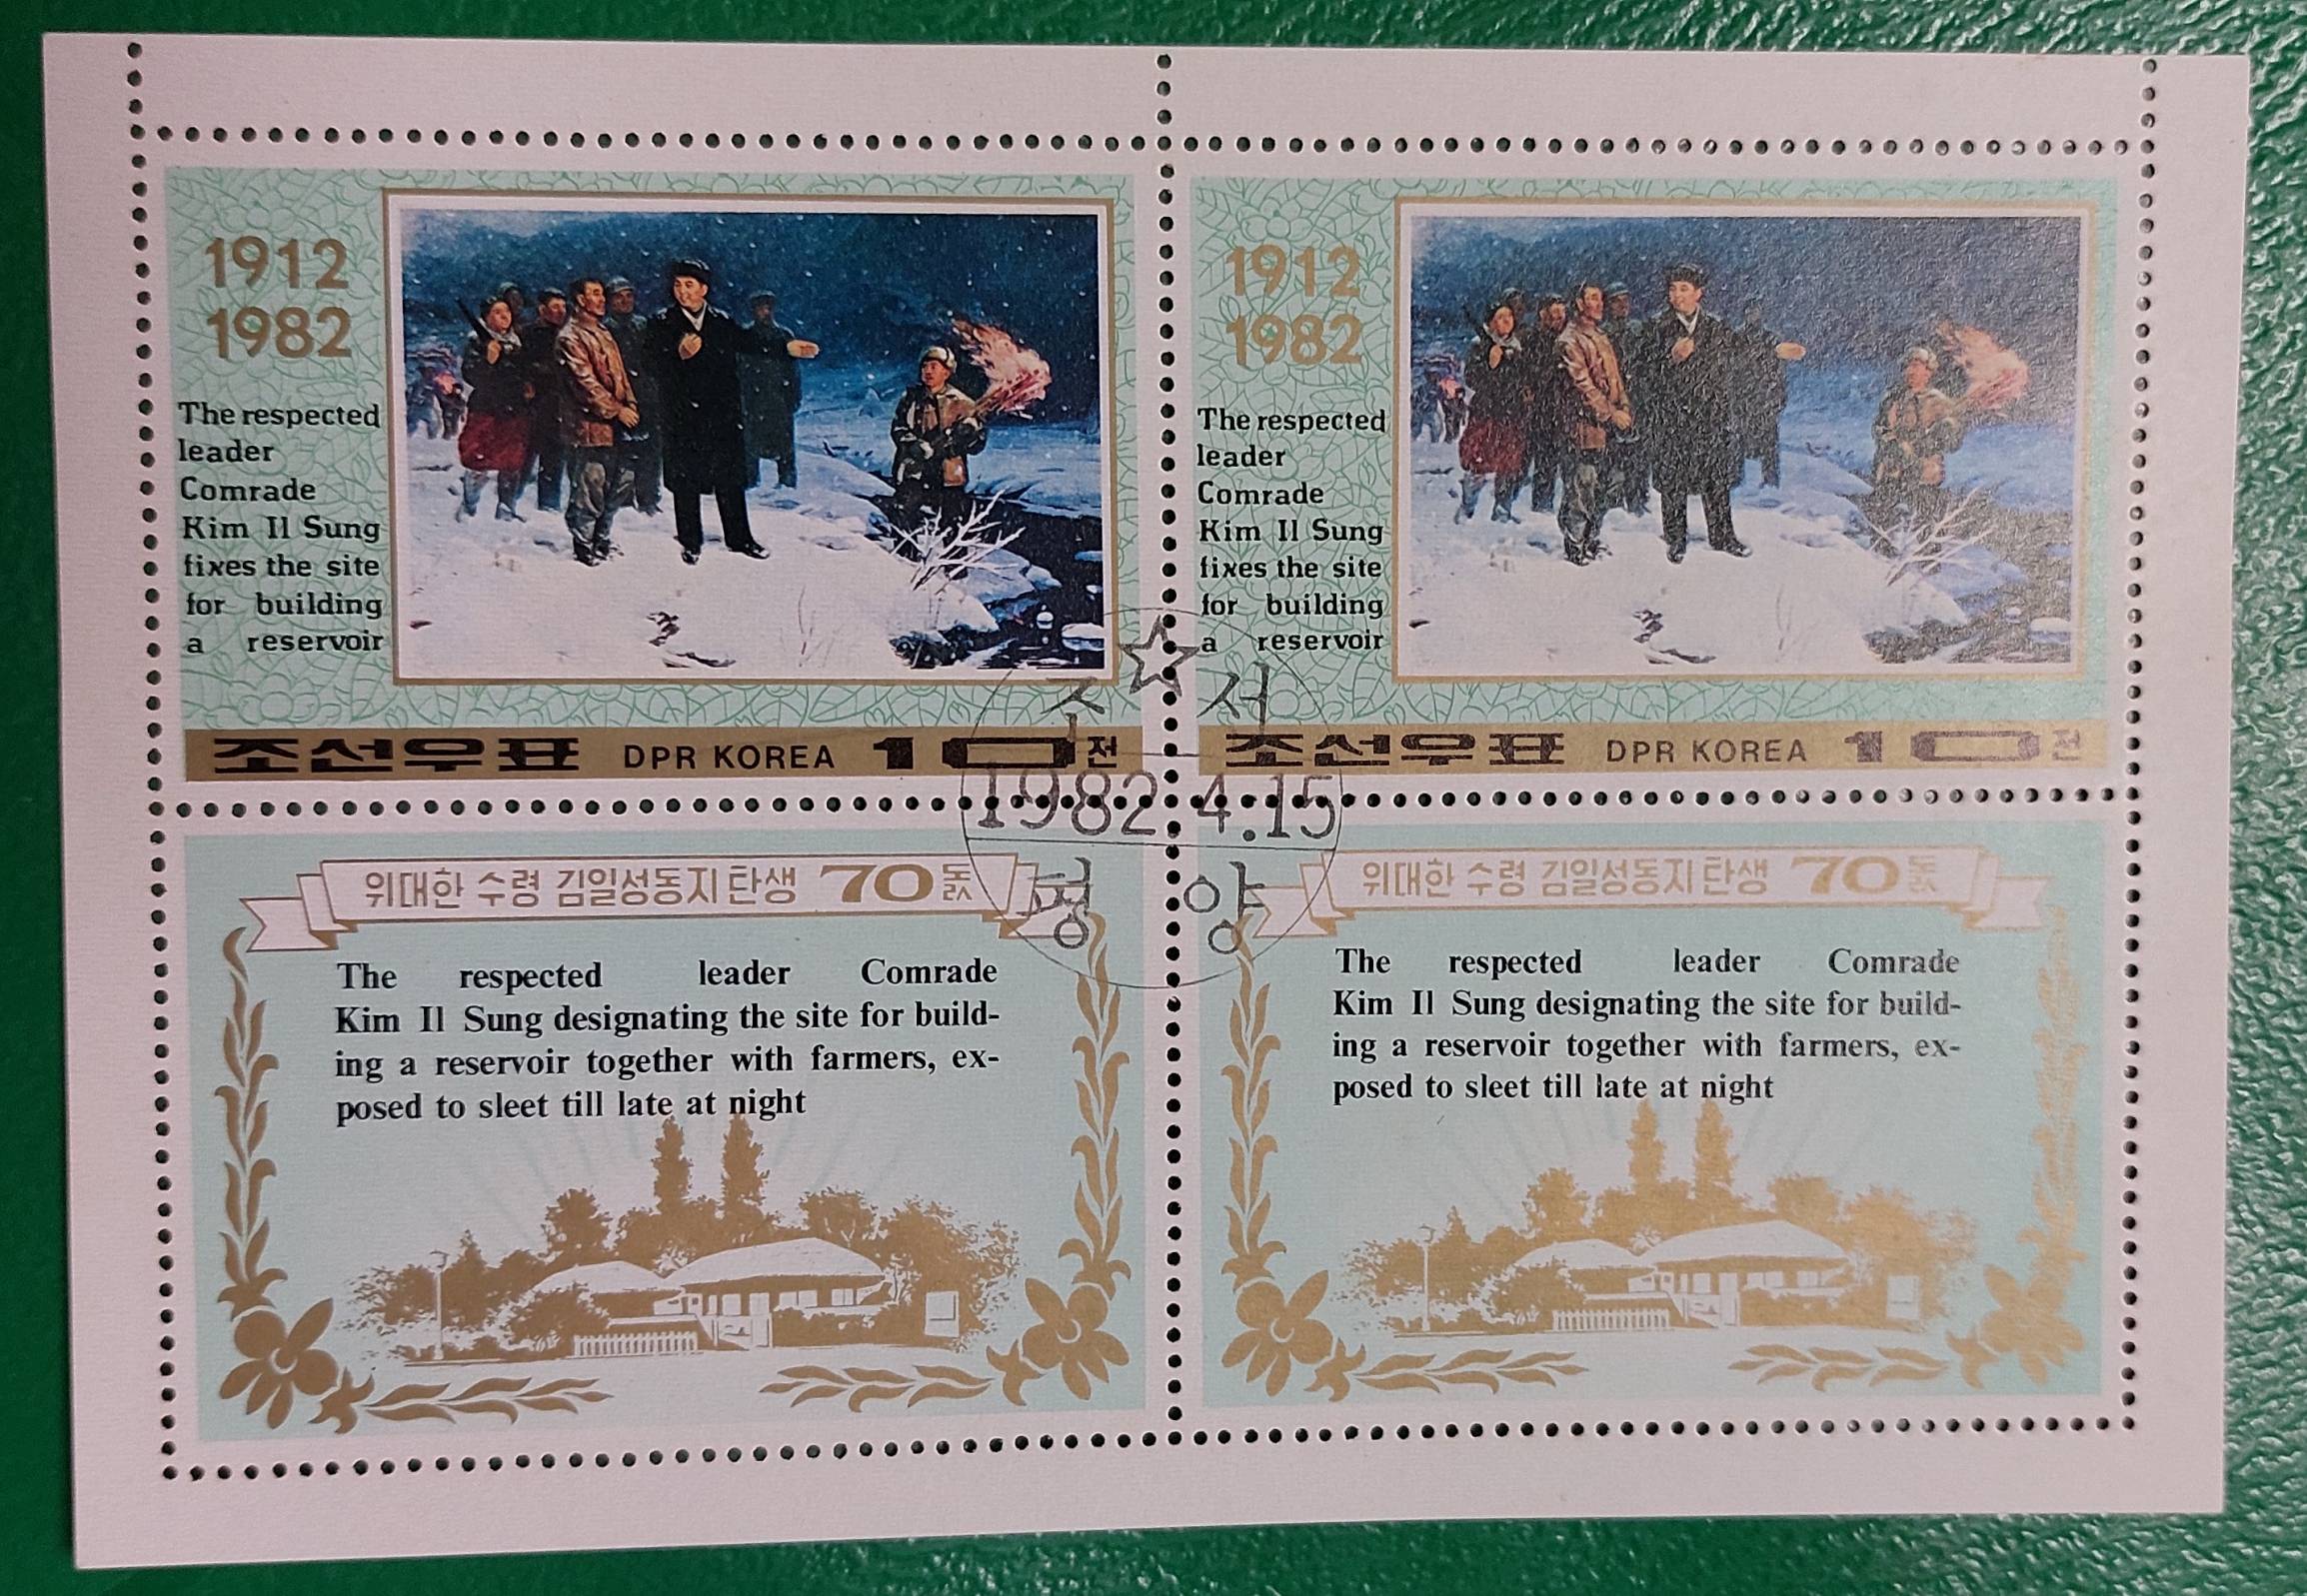 1912
1982
The respected
leader
Comrade
Kim Il Sung
fixes the site
for building
a reservoir
조선우표 DPR KOREA 10전
1912
1982
The respected
leader
Comrade
Kim Il Sung
fixes the site
for building
a reservoir
조선우표 DPR KOREA 10전
조선
1982.4.15
평양
위대한 수령 김일성동지 탄생 70돐
The respected leader Comrade
Kim Il Sung designating the site for build-
ing a reservoir together with farmers, ex-
posed to sleet till late at night
위대한 수령 김일성동지 탄생 70돐
The respected leader Comrade
Kim Il Sung designating the site for build-
ing a reservoir together with farmers, ex-
posed to sleet till late at night